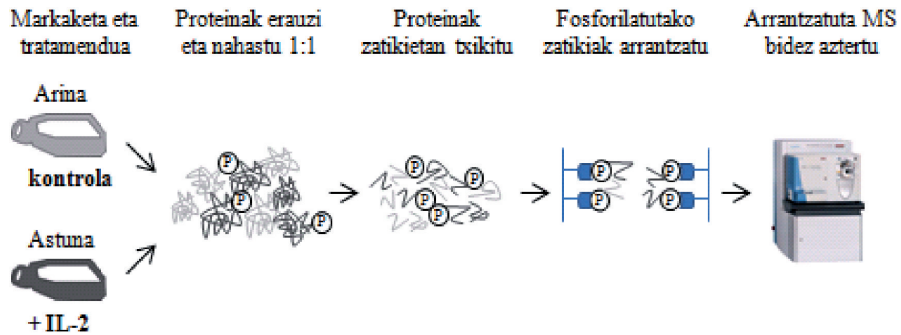 Markaketa eta
tratamendua
Proteinak erauzi
eta nahastu 1:1
Proteinak
zatikietan txikitu
Fosforilatutako
zatikiak arrantzatu
Arrantzatuta MS
bidez aztertu
Arina
kontrola
Astuna
+ IL-2
P
P
P
P
P
P
P
P
P
P
P